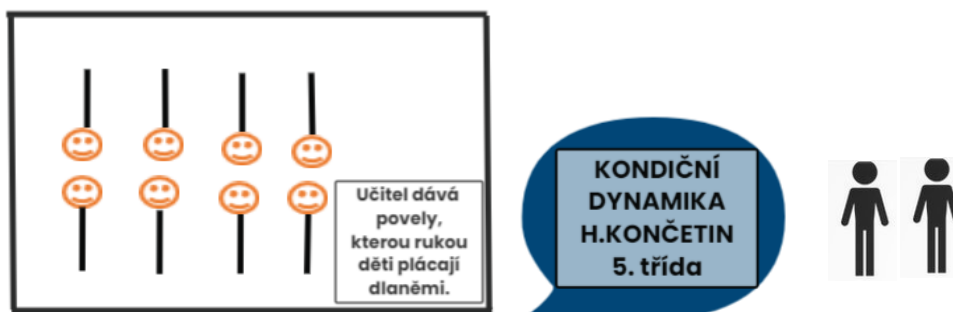 Učitel dává
povely,
kterou rukou
děti plácají
dlaněmi.
KONDIČNÍ
DYNAMIKA
H.KONČETIN
5. třída